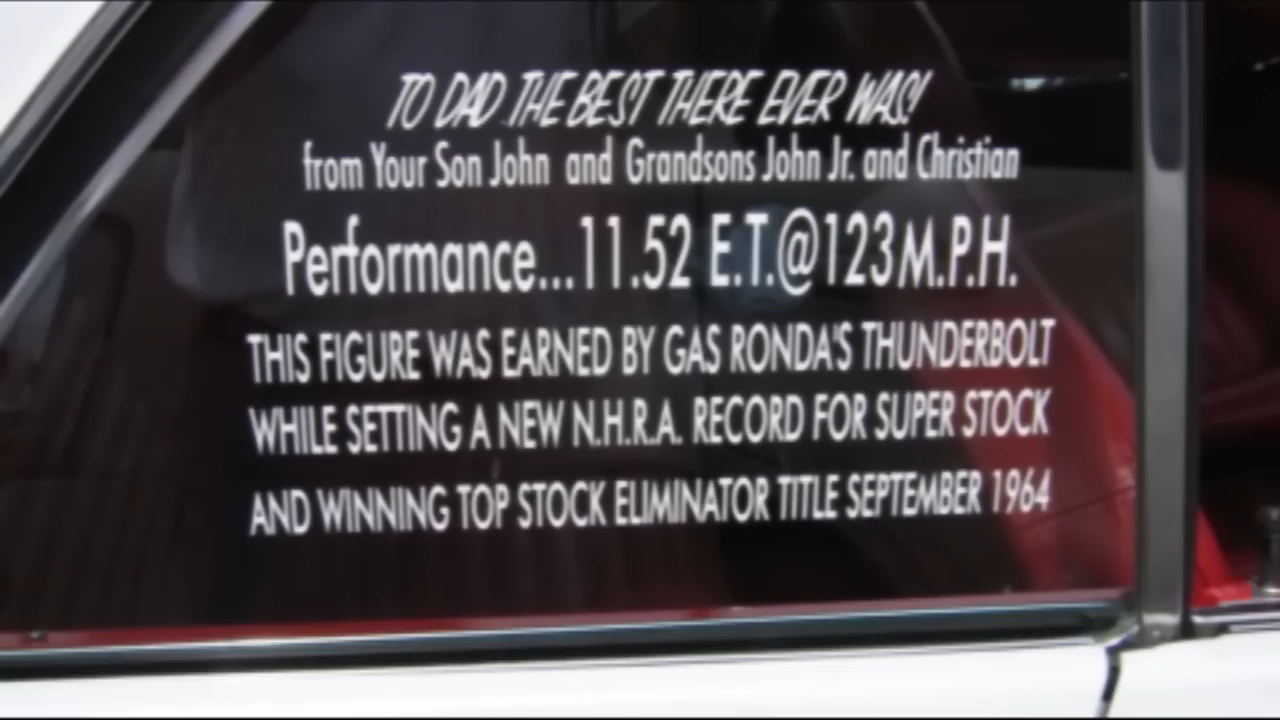 TO DAD THE BEST THERE EVER WAS!
from Your Son John and Grandsons John Jr. and Christian
Performance...11.52 E.T.@123M.P.H.
THIS FIGURE WAS EARNED BY GAS RONDA'S THUNDERBOLT
WHILE SETTING A NEW N.H.R.A. RECORD FOR SUPER STOCK
AND WINNING TOP STOCK ELIMINATOR TITLE SEPTEMBER 1964